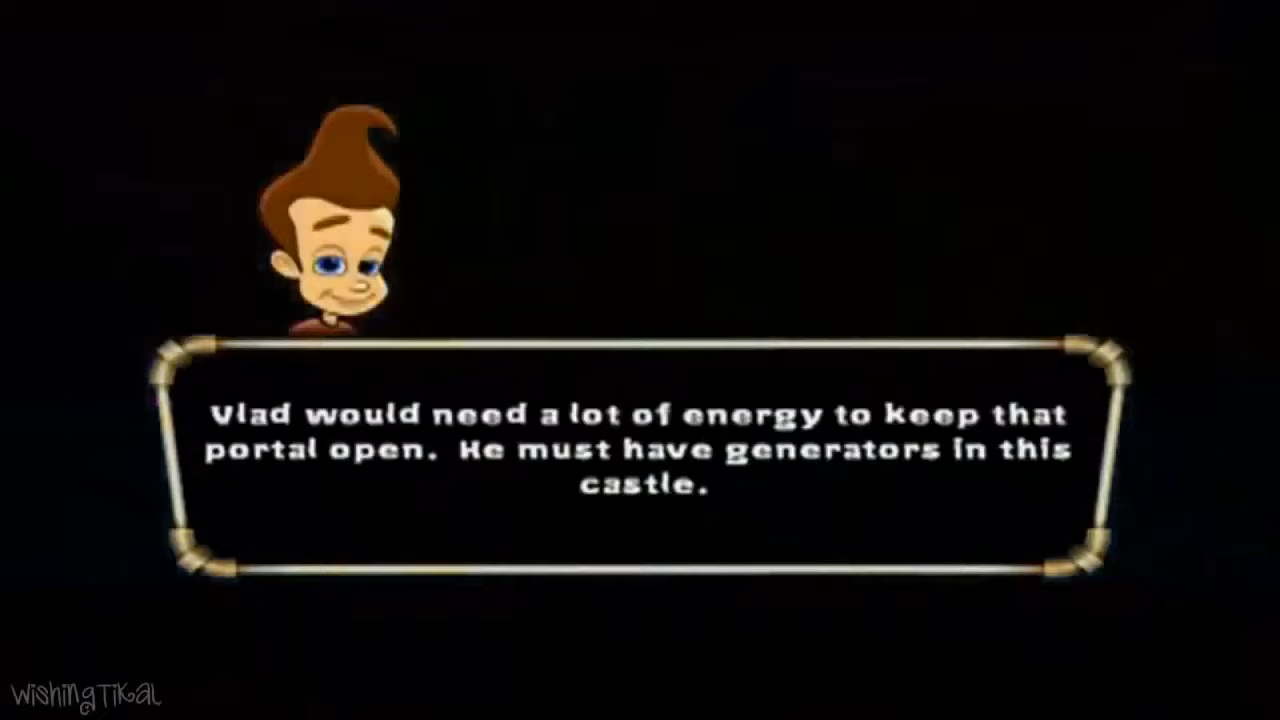 Vlad would need a lot of energy to keep that
portal open. He must have generators in this
castle.
WishingTikal